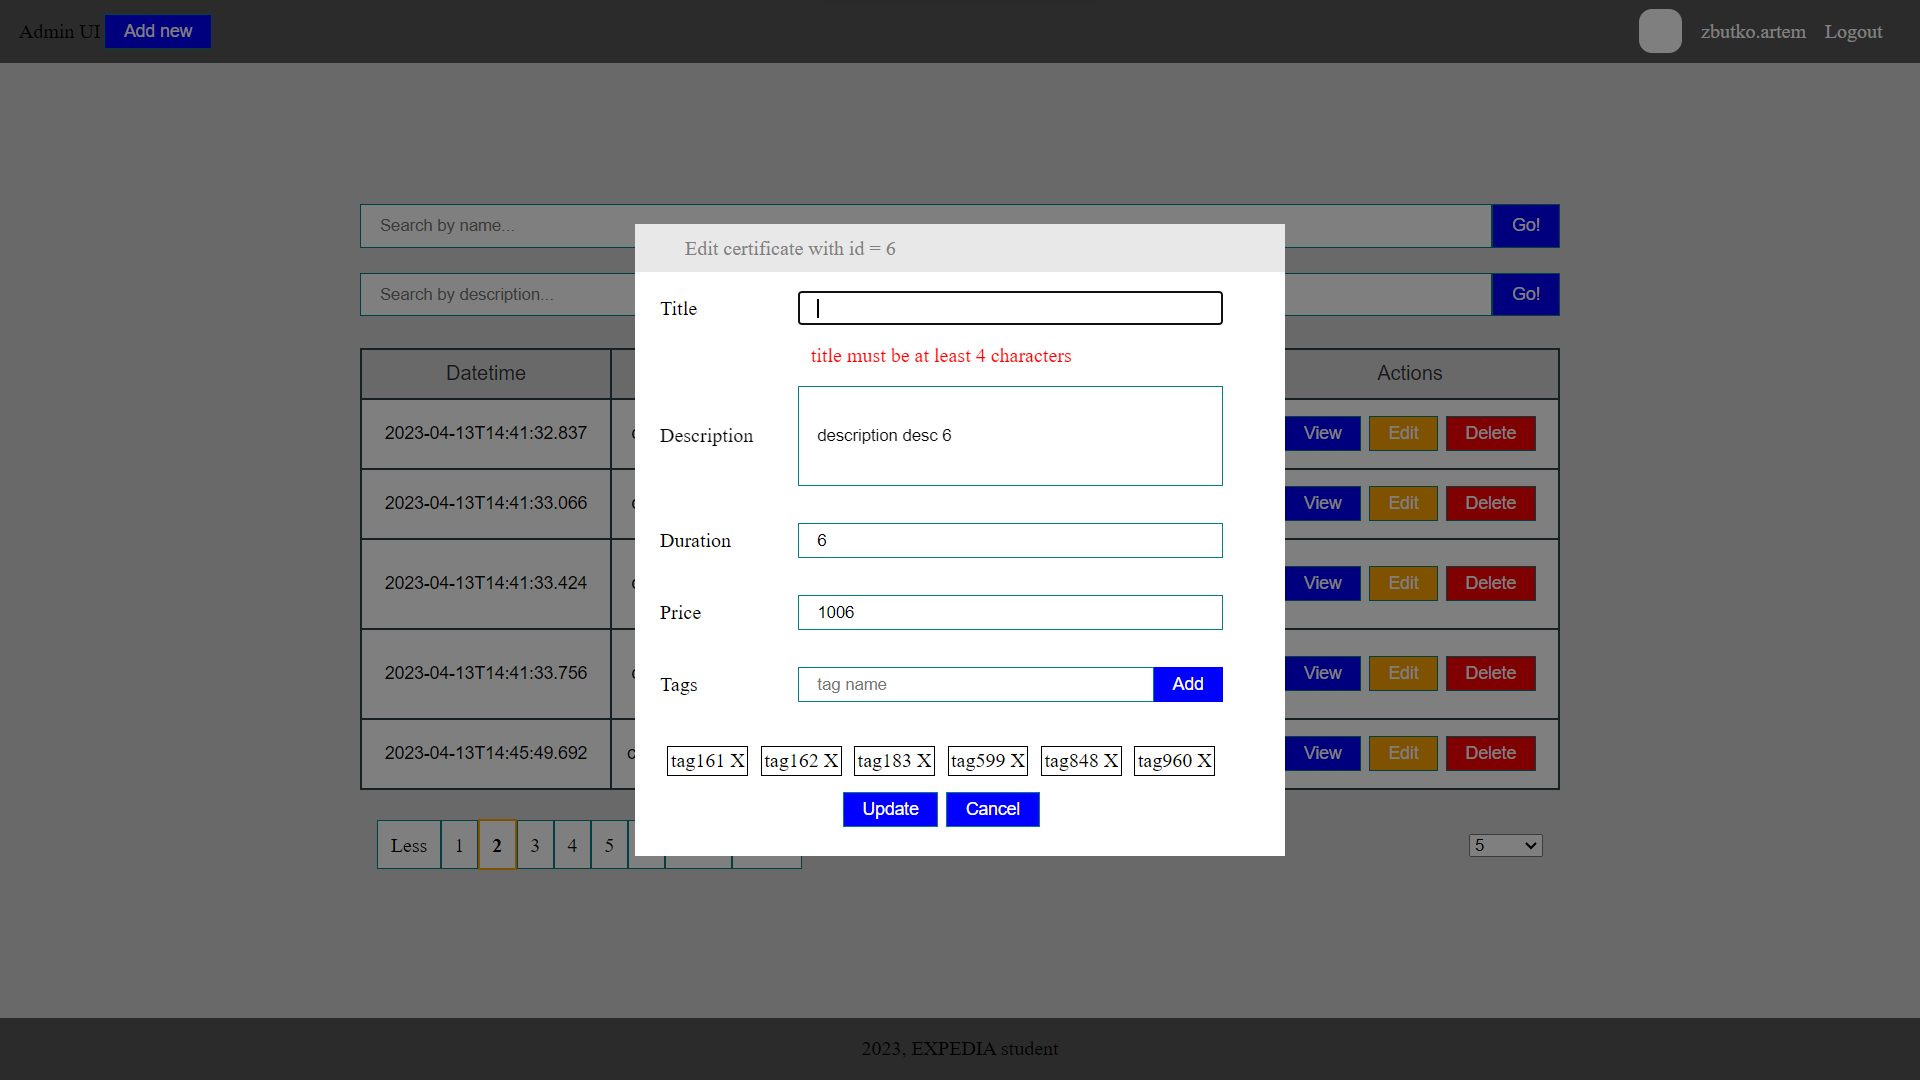 Admin UI Add new zbutko.artem Logout
Search by name... Go!
Edit certificate with id = 6
Search by description... Go!
Title
title must be at least 4 characters
Datetime Actions
Description description desc 6
2023-04-13T14:41:32.837 View Edit Delete
2023-04-13T14:41:33.066 View Edit Delete
Duration 6
2023-04-13T14:41:33.424 View Edit Delete
Price 1006
2023-04-13T14:41:33.756 View Edit Delete
Tags tag name Add
2023-04-13T14:45:49.692 View Edit Delete
tag161 X tag162 X tag183 X tag599 X tag848 X tag960 X
Update Cancel
Less 1 2 3 4 5 5
2023, EXPEDIA student